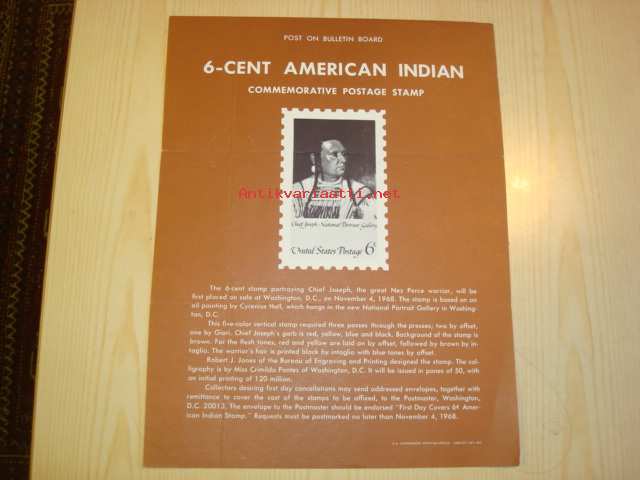 POST ON BULLETIN BOARD
6-CENT AMERICAN INDIAN
COMMEMORATIVE POSTAGE STAMP
Antikvariaatti.net
Chief Joseph - National Portrait Gallery
United States Postage 6c
The 6-cent stamp portraying Chief Joseph, the great Nez Perce warrior, will be
first placed on sale at Washington, D.C., on November 4, 1968. The stamp is based on an
oil painting by Cyrenius Hall, which hangs in the new National Portrait Gallery in Washing-
ton, D.C.
This five-color vertical stamp required three passes through the presses, two by offset,
one by Giori. Chief Joseph's garb is red, yellow, blue and black. Background of the stamp is
brown. For the flesh tones, red and yellow are laid on by offset, followed by brown by in-
taglio. The warrior's hair is printed black by intaglio with blue tones by offset.
Robert J. Jones of the Bureau of Engraving and Printing designed the stamp. The cal-
ligraphy is by Miss Crimilda Pontes of Washington, D.C. It will be issued in panes of 50, with
an initial printing of 120 million.
Collectors desiring first day cancellations may send addressed envelopes, together with
remittance to cover the cost of the stamps to be affixed, to the Postmaster, Washington,
D.C. 20013. The envelope to the Postmaster should be endorsed "First Day Covers 6¢ Amer-
ican Indian Stamp." Requests must be postmarked no later than November 4, 1968.